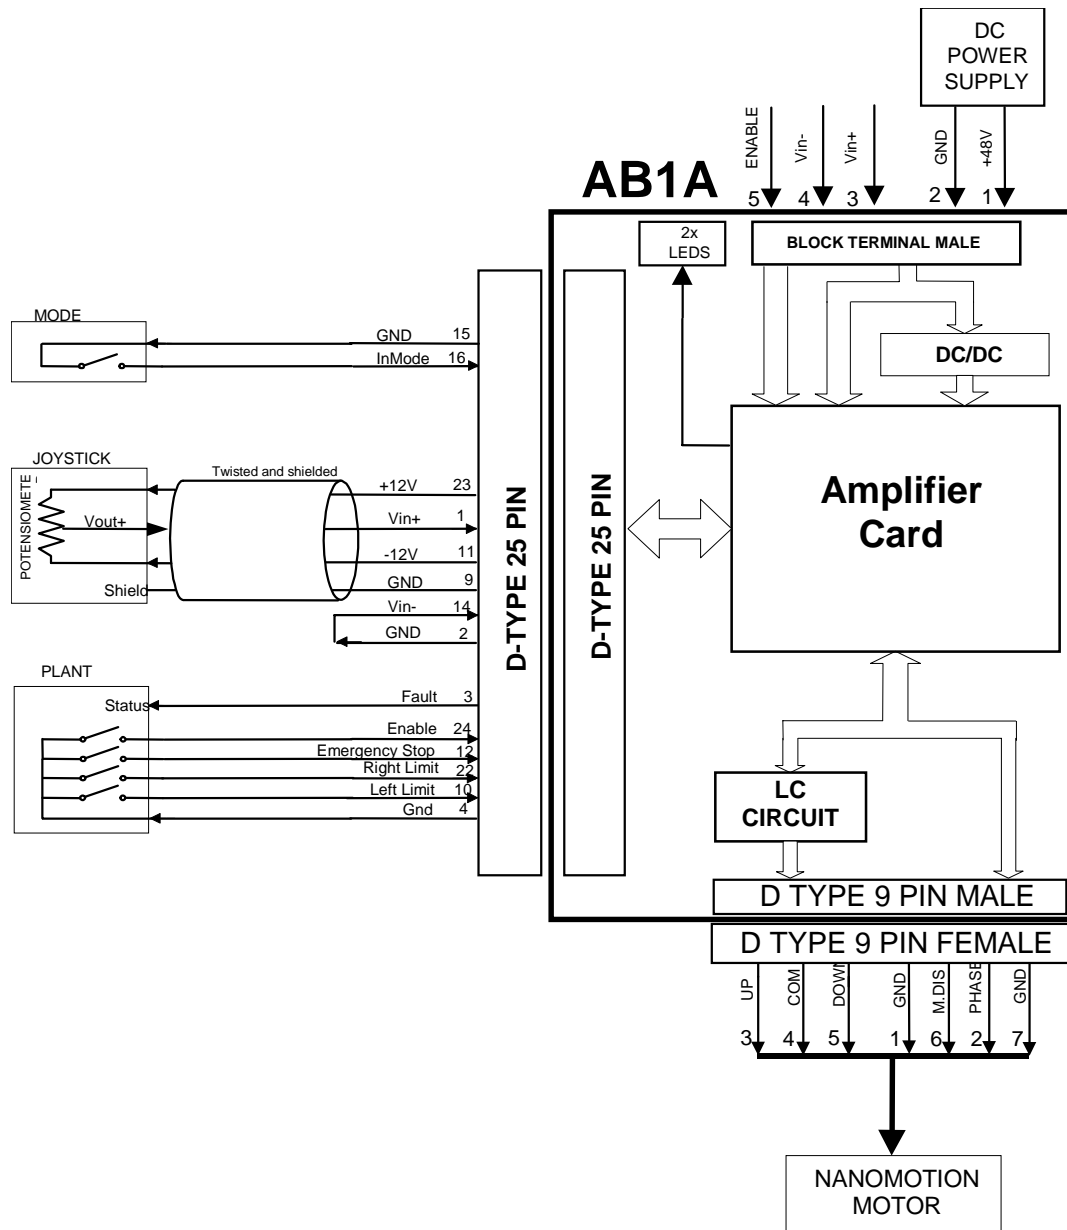 DC
POWER
SUPPLY
ENABLE
Vin-
Vin+
GND
+48V
AB1A
5
4
3
2
1
2x
LEDS
BLOCK TERMINAL MALE
DC/DC
Amplifier
Card
MODE
GND 15
InMode 16
JOYSTICK
POTENSIOMETE
Vout+
Shield
Twisted and shielded
+12V 23
Vin+ 1
-12V 11
GND 9
Vin- 14
GND 2
PLANT
Status
Fault 3
Enable 24
Emergency Stop 12
Right Limit 22
Left Limit 10
Gnd 4
D-TYPE 25 PIN
D-TYPE 25 PIN
LC
CIRCUIT
D TYPE 9 PIN MALE
D TYPE 9 PIN FEMALE
UP
COM
DOWN
GND
M.DIS
PHASE
GND
3
4
5
1
6
2
7
NANOMOTION
MOTOR